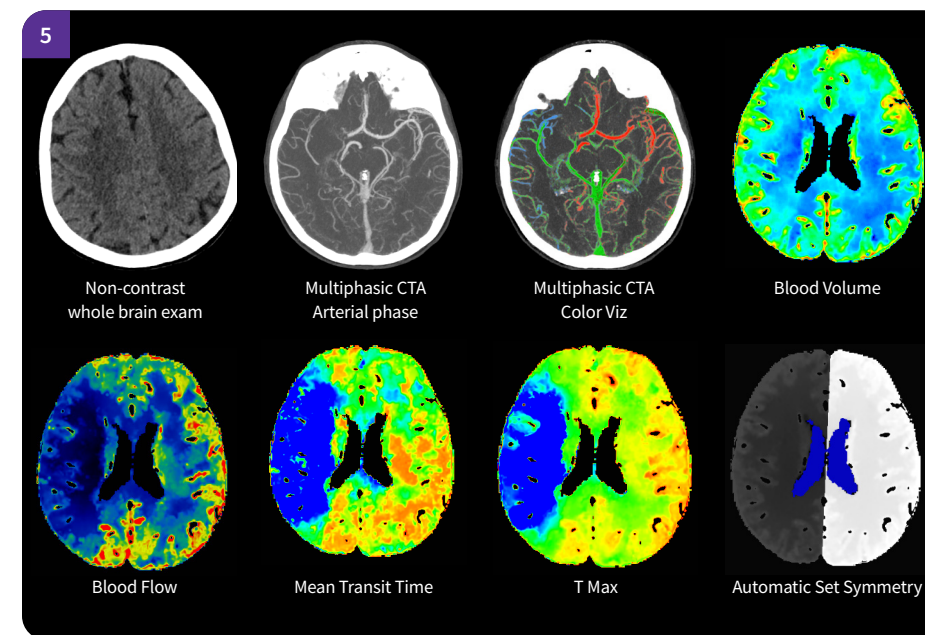 5
Non-contrast
whole brain exam
Multiphasic CTA
Arterial phase
Multiphasic CTA
Color Viz
Blood Volume
Blood Flow
Mean Transit Time
T Max
Automatic Set Symmetry